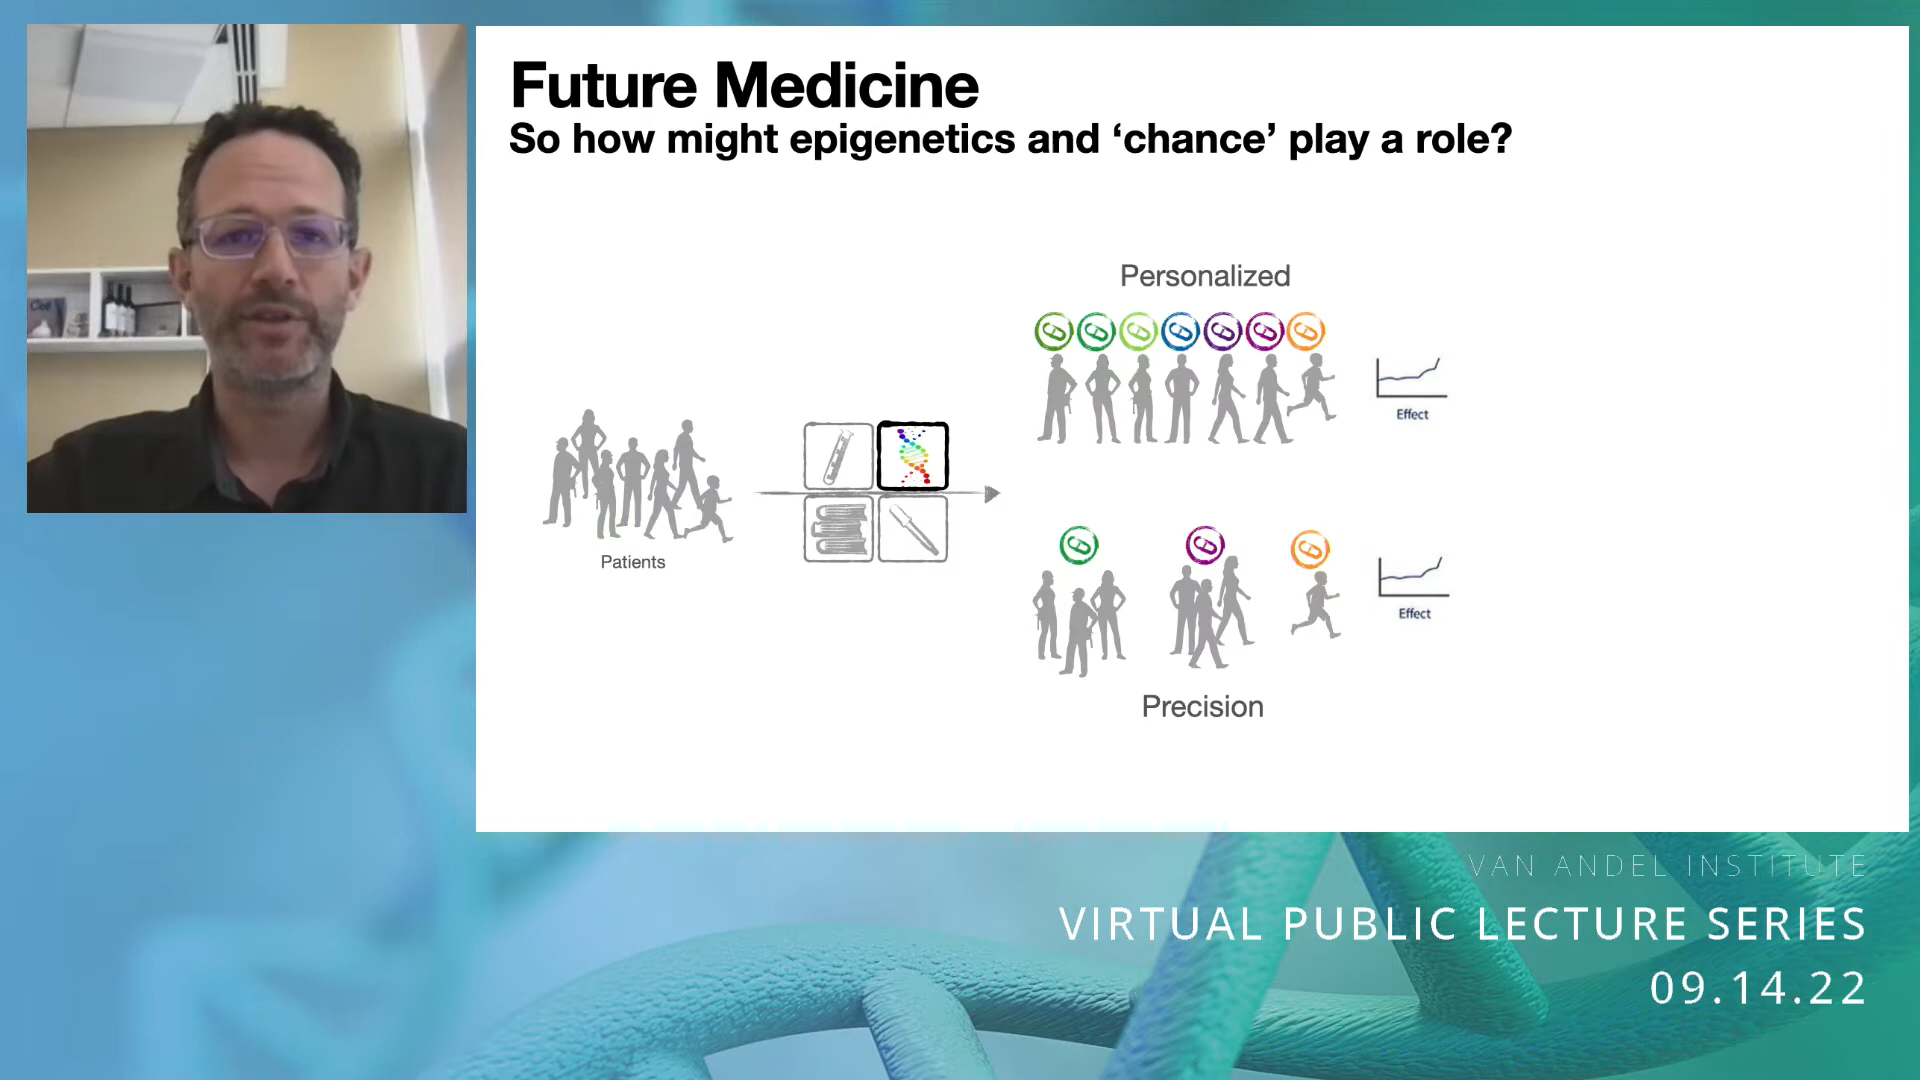 Future Medicine
So how might epigenetics and ‘chance’ play a role?
Personalized
Effect
Patients
Effect
Precision
VAN ANDEL INSTITUTE
VIRTUAL PUBLIC LECTURE SERIES
09.14.22